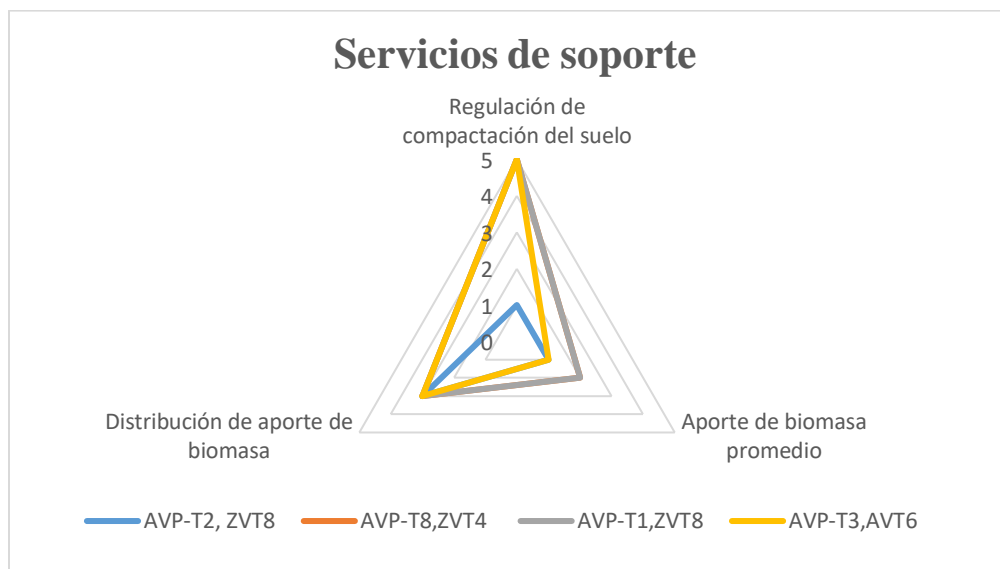 Servicios de soporte
Regulación de
compactación del suelo
5
4
3
2
1
0
Distribución de aporte de
biomasa
Aporte de biomasa
promedio
AVP-T2, ZVT8
AVP-T8,ZVT4
AVP-T1,ZVT8
AVP-T3,AVT6